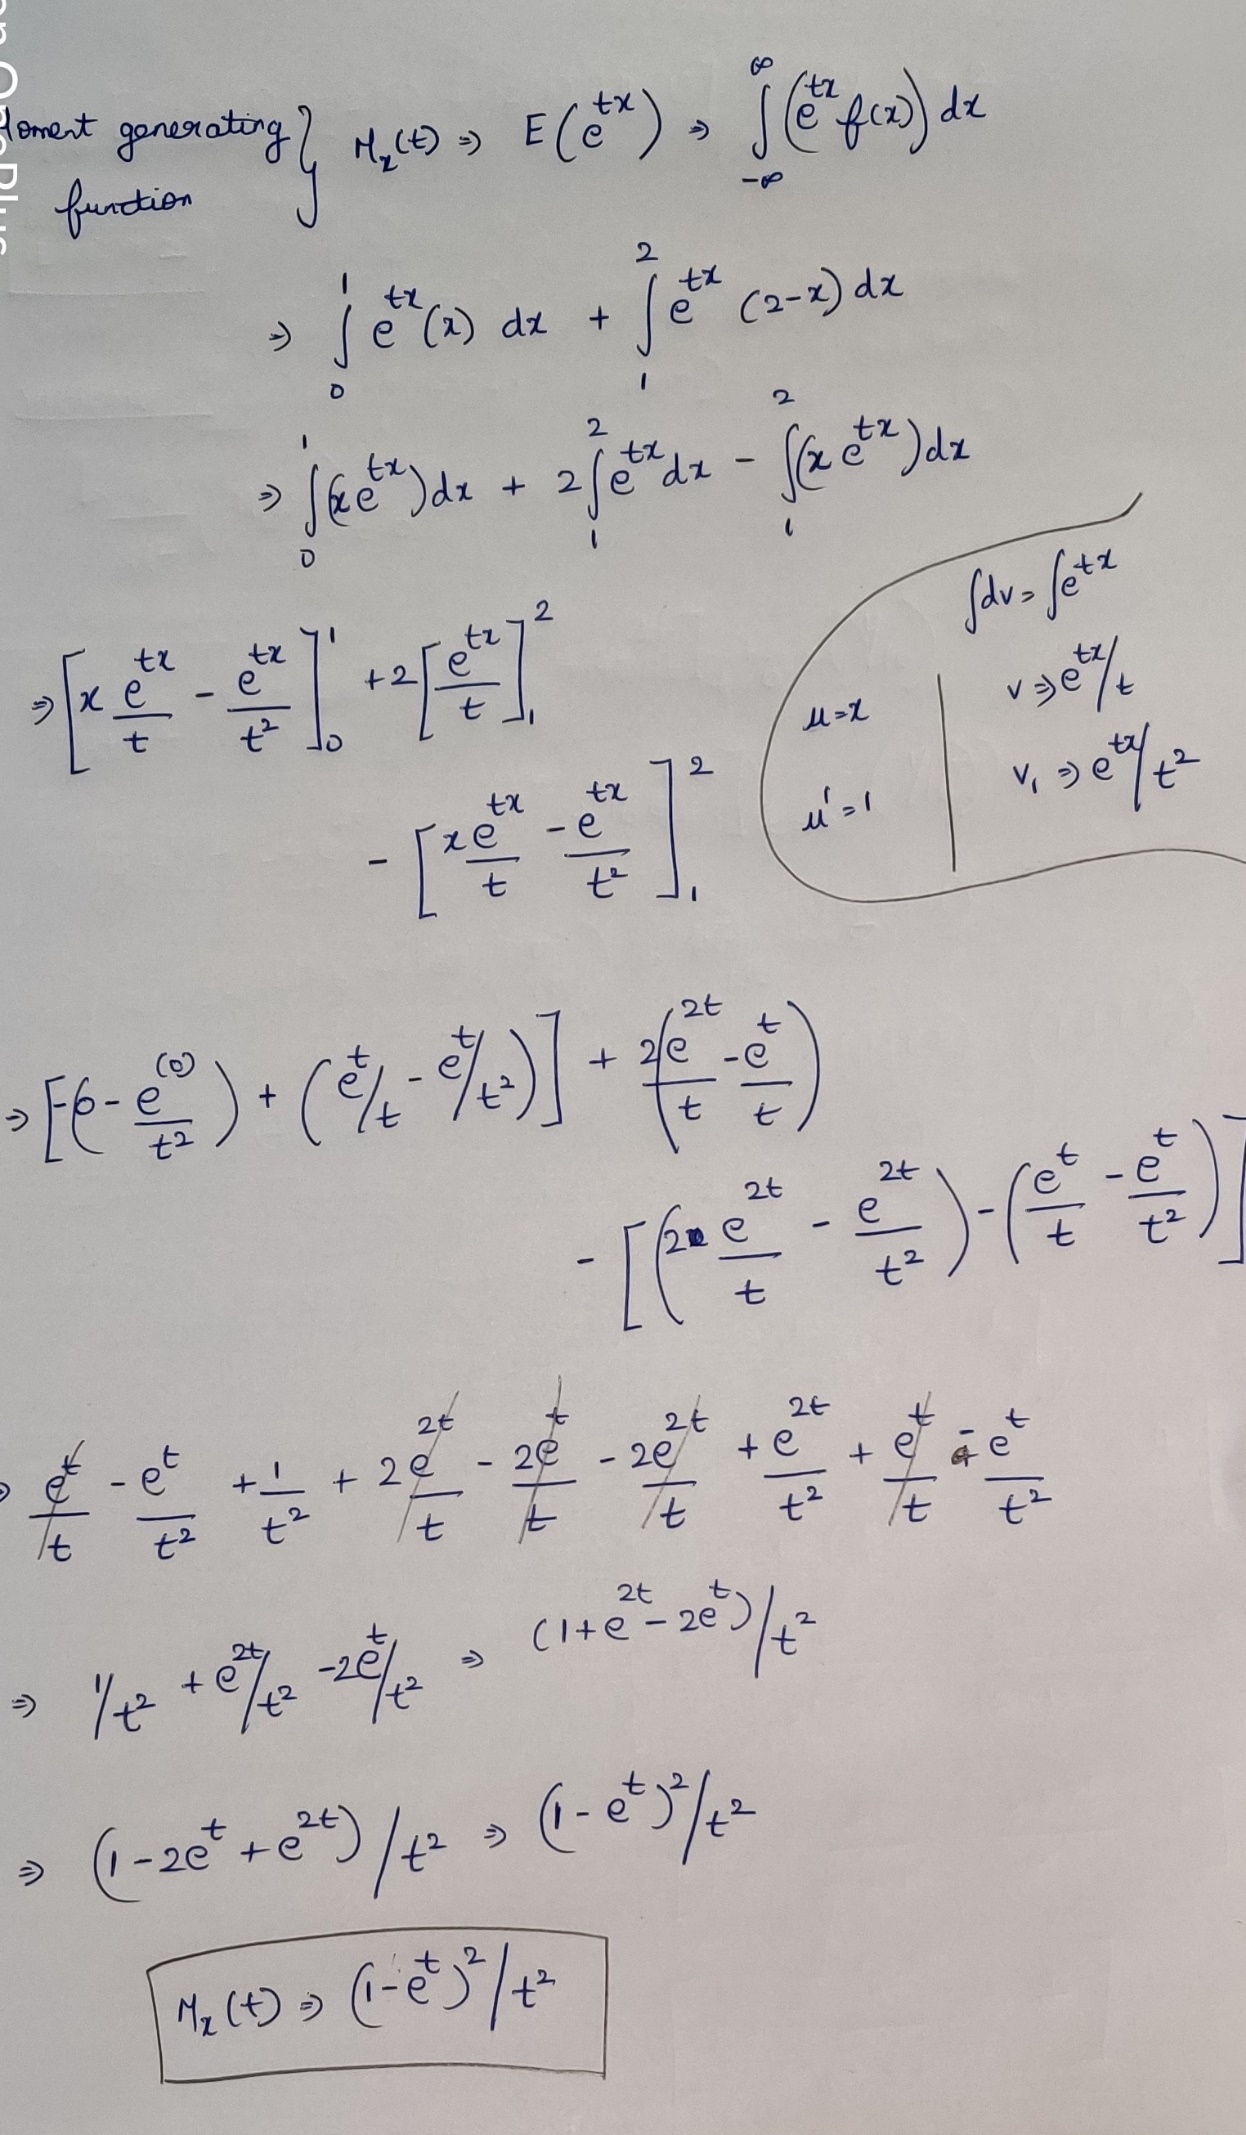 oment generating } Mₓ(t) ⇒ E(e^{tx}) ⇒ ∫_{-∞}^{∞} (e^{tx} f(x)) dx
function
⇒ ∫_0^1 e^{tx}(x) dx + ∫_1^2 e^{tx} (2-x) dx
⇒ ∫_0^1 (xe^{tx})dx + 2∫_1^2 e^{tx}dx - ∫_1^2 (x e^{tx})dx
⇒ [x e^{tx}/t - e^{tx}/t²]_0^1 + 2[e^{tx}/t]_1^2
- [xe^{tx}/t - e^{tx}/t²]_1^2
∫dv = ∫e^{tx}
u=x | v ⇒ e^{tx}/t
u'=1 | v₁ ⇒ e^{tx}/t²
⇒ [-(0 - e^{(0)}/t²) + (e^t/t - e^t/t²)] + 2(e^{2t}/t - e^t/t)
- [(2e^{2t}/t - e^{2t}/t²) - (e^t/t - e^t/t²)]
⇒ e^t/t - e^t/t² + 1/t² + 2e^{2t}/t - 2e^t/t - 2e^{2t}/t + e^{2t}/t² + e^t/t - e^t/t²
⇒ 1/t² + e^{2t}/t² - 2e^t/t² ⇒ (1+e^{2t} - 2e^t)/t²
⇒ (1-2e^t + e^{2t})/t² ⇒ (1-e^t)²/t²
Mₓ(t) ⇒ (1-e^t)²/t²